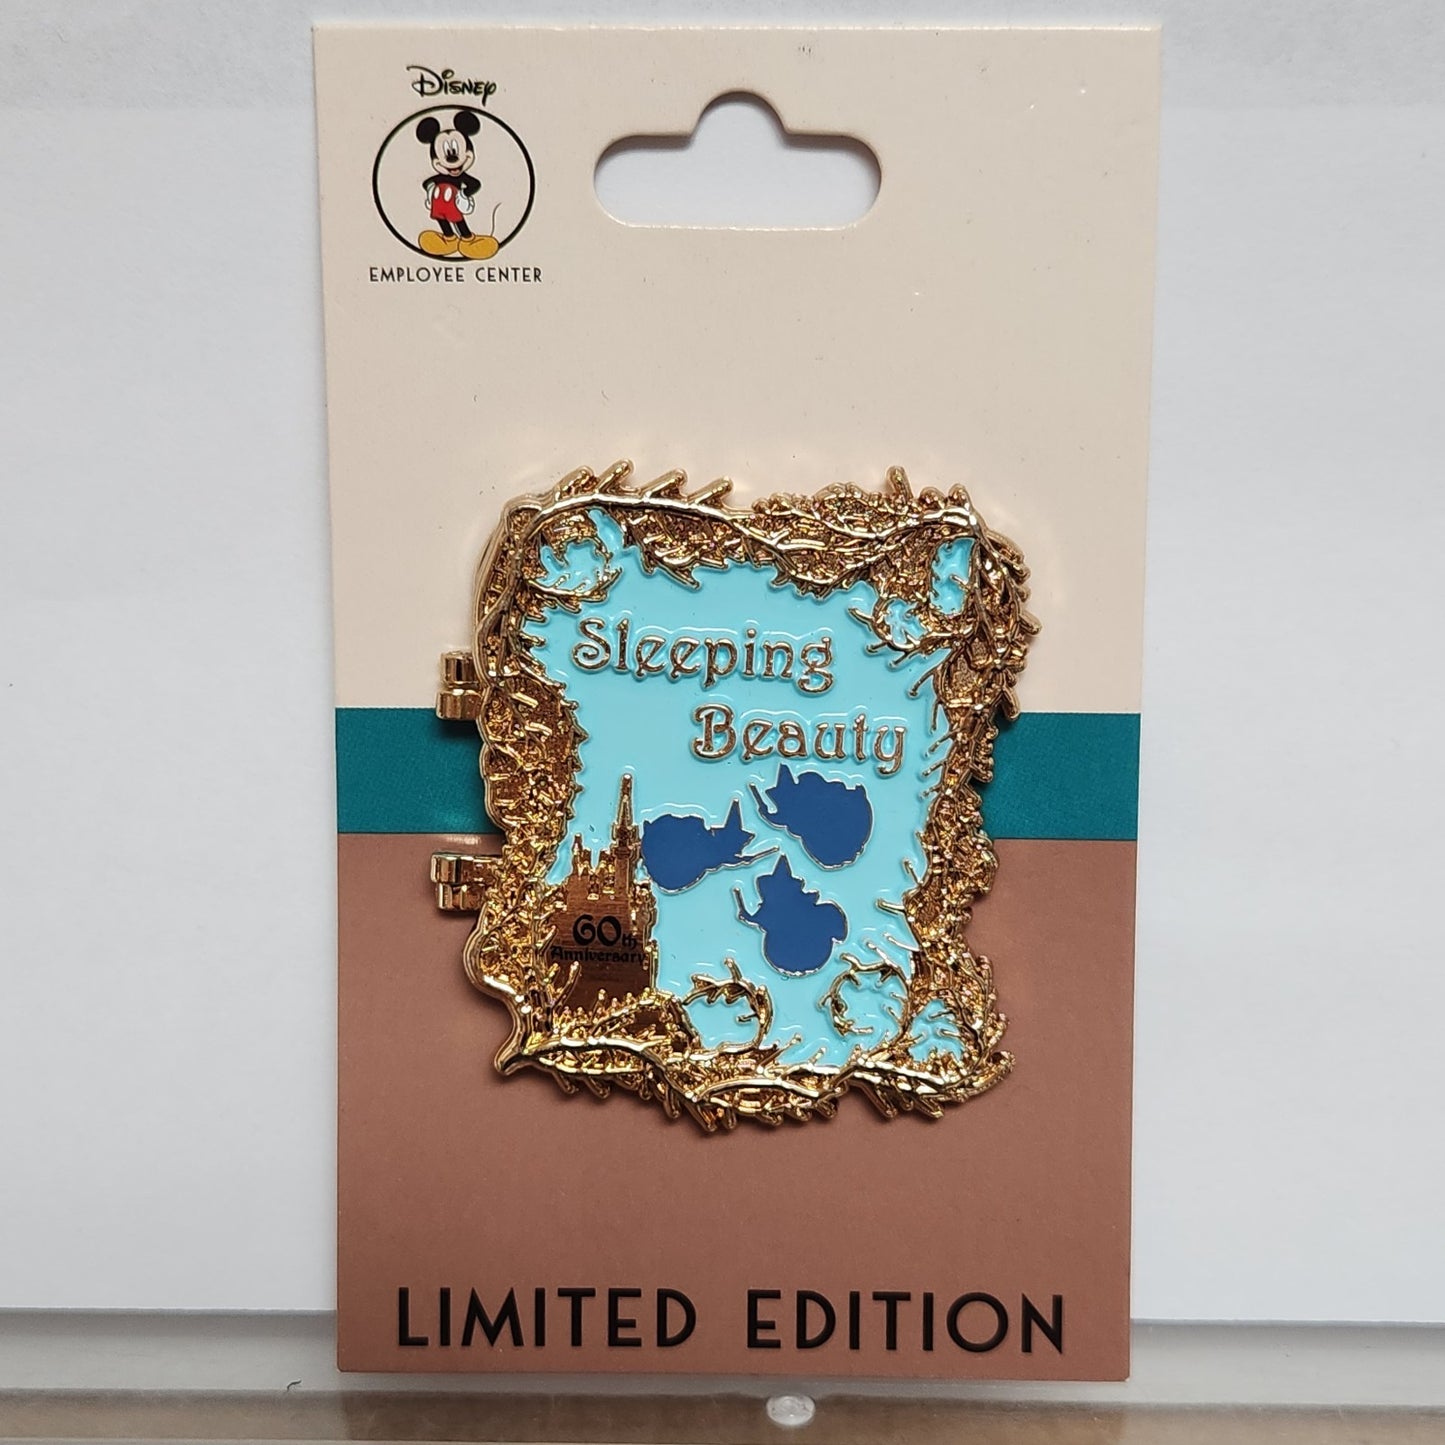 Disney
EMPLOYEE CENTER
Sleeping
Beauty
60th
Anniversary
LIMITED EDITION